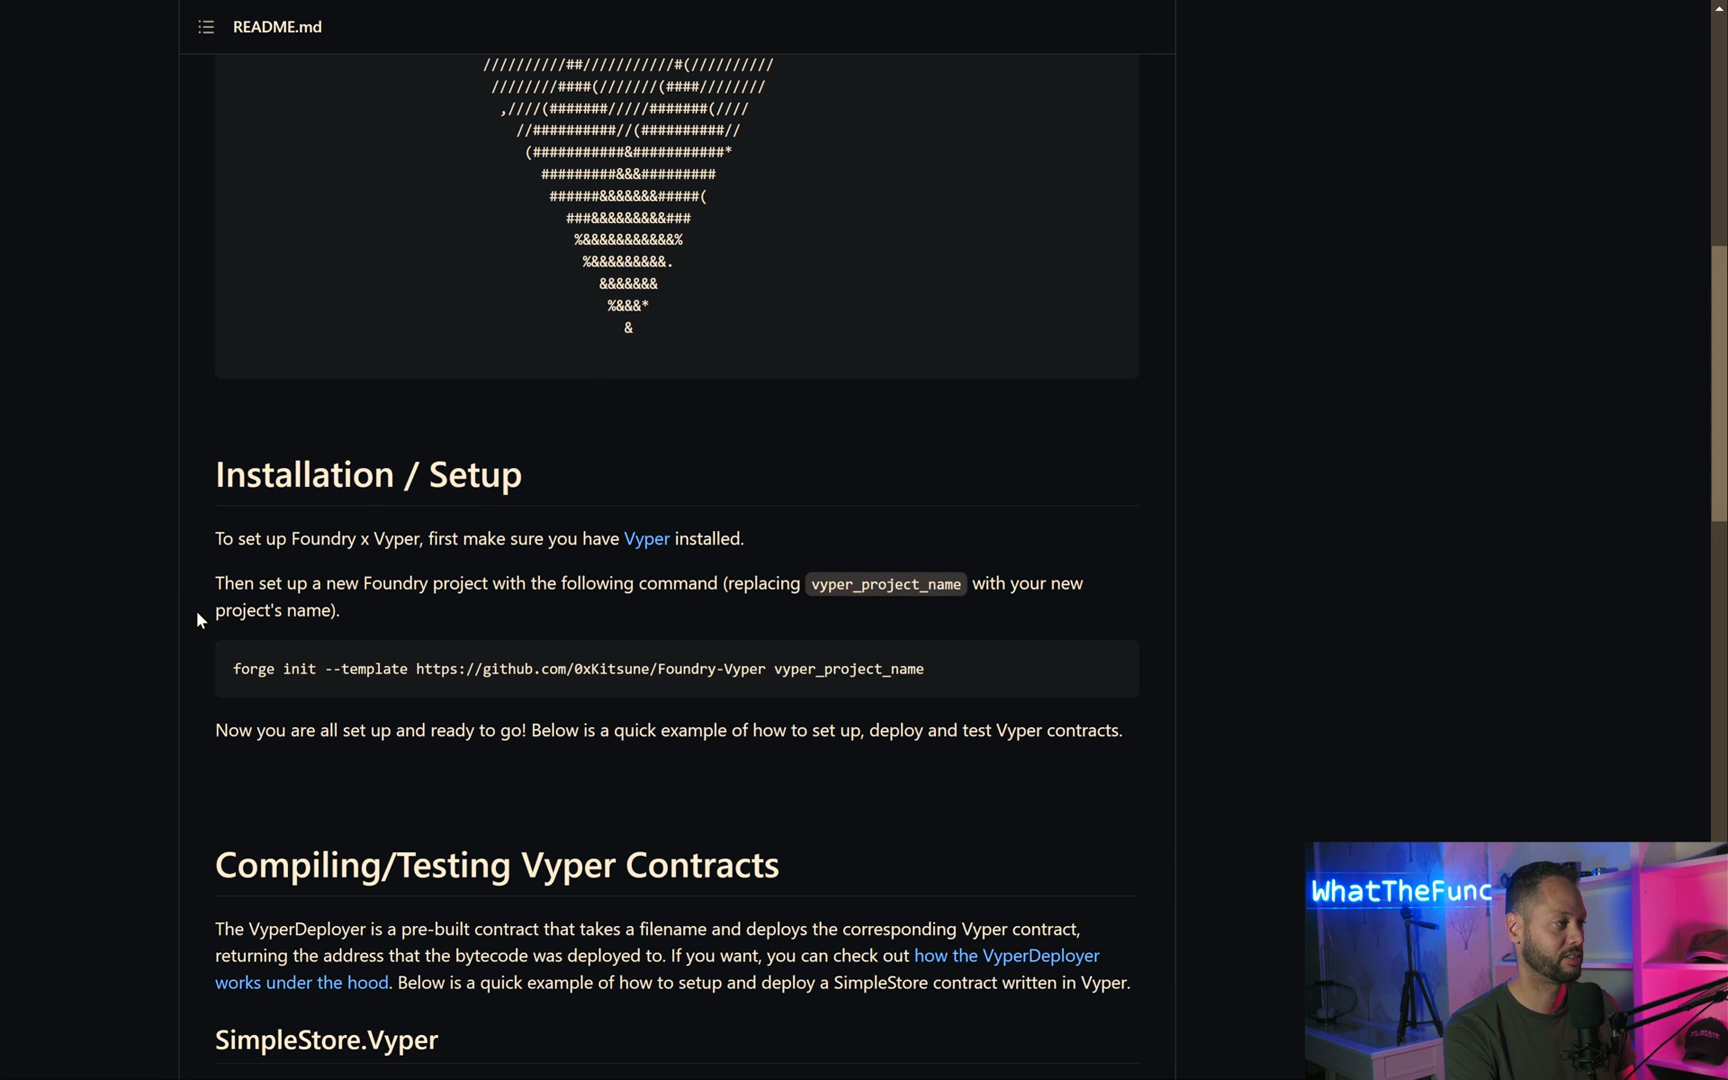 README.md
//////////##///////////#(//////////
////////####(///////(####////////
,////(#######/////#######(////
//##########//(##########//
(###########&###########*
#########&&&#########
######&&&&&&&#####(
###&&&&&&&&&###
%&&&&&&&&&&&%
%&&&&&&&&&.
&&&&&&&
%&&&*
&
Installation / Setup
To set up Foundry x Vyper, first make sure you have Vyper installed.
Then set up a new Foundry project with the following command (replacing vyper_project_name with your new
project's name).
forge init --template https://github.com/0xKitsune/Foundry-Vyper vyper_project_name
Now you are all set up and ready to go! Below is a quick example of how to set up, deploy and test Vyper contracts.
Compiling/Testing Vyper Contracts
The VyperDeployer is a pre-built contract that takes a filename and deploys the corresponding Vyper contract,
returning the address that the bytecode was deployed to. If you want, you can check out how the VyperDeployer
works under the hood. Below is a quick example of how to setup and deploy a SimpleStore contract written in Vyper.
SimpleStore.Vyper
WhatTheFunc